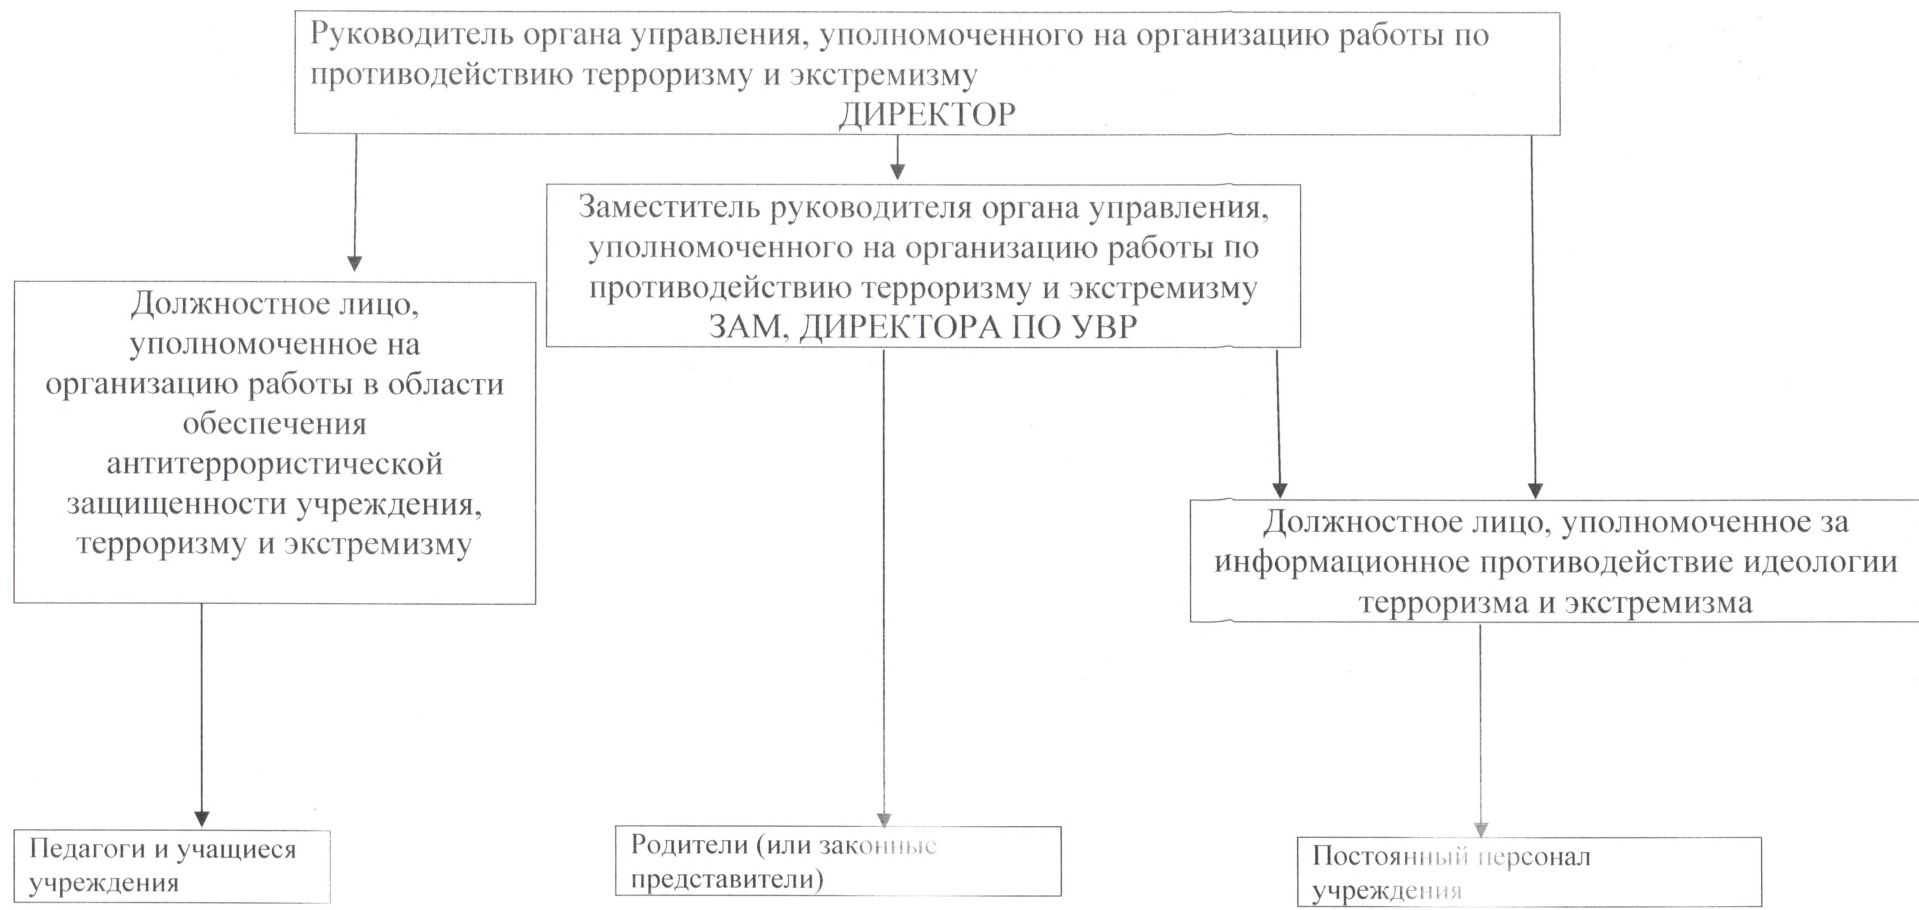 Руководитель органа управления, уполномоченного на организацию работы по
противодействию терроризму и экстремизму
ДИРЕКТОР
Заместитель руководителя органа управления,
уполномоченного на организацию работы по
противодействию терроризму и экстремизму
ЗАМ, ДИРЕКТОРА ПО УВР
Должностное лицо,
уполномоченное на
организацию работы в области
обеспечения
антитеррористической
защищенности учреждения,
терроризму и экстремизму
Должностное лицо, уполномоченное за
информационное противодействие идеологии
терроризма и экстремизма
Педагоги и учащиеся
учреждения
Родители (или законные
представители)
Постоянный персонал
учреждения